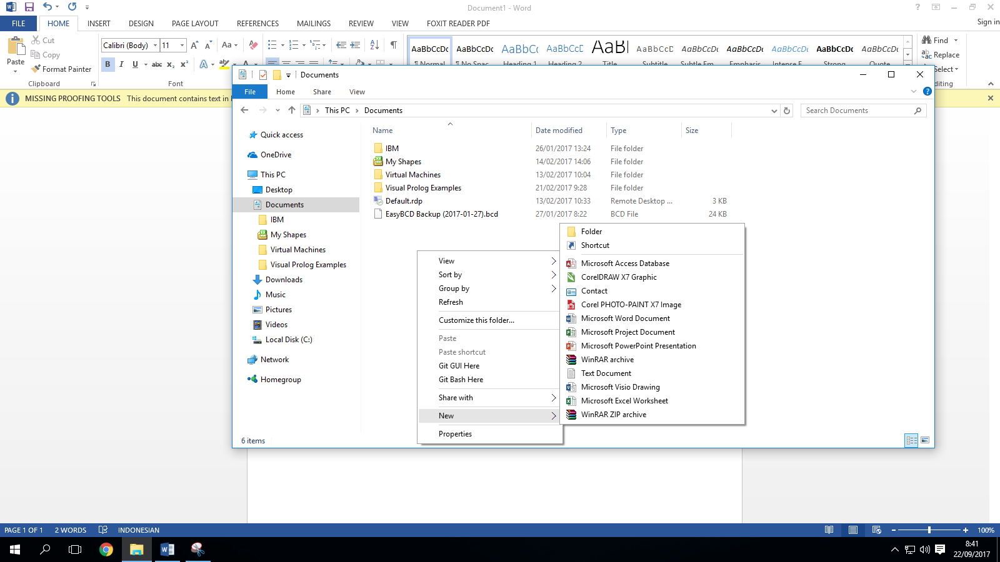 Document1 - Word
FILE HOME INSERT DESIGN PAGE LAYOUT REFERENCES MAILINGS REVIEW VIEW FOXIT READER PDF Sign in
Cut
Copy
Format Painter
Paste
Clipboard
Calibri (Body) 11
Font
AaBbCcDc AaBbCcDc AaBbCc AaBbCcD AaBl AaBbCcD AaBbCcDc AaBbCcDc AaBbCcDc AaBbCcDc AaBbCcDc
¶ Normal ¶ No Spac... Heading 1 Heading 2 Title Subtitle Subtle Em... Emphasis Intense E... Strong Quote
Find
Replace
Select
diting
MISSING PROOFING TOOLS This document contains text in
Documents
File Home Share View
This PC > Documents
Search Documents
Quick access
OneDrive
This PC
Desktop
Documents
IBM
My Shapes
Virtual Machines
Visual Prolog Examples
Downloads
Music
Pictures
Videos
Local Disk (C:)
Network
Homegroup
Name Date modified Type Size
IBM 26/01/2017 13:24 File folder
My Shapes 14/02/2017 14:06 File folder
Virtual Machines 13/02/2017 10:04 File folder
Visual Prolog Examples 21/02/2017 9:28 File folder
Default.rdp 13/02/2017 10:33 Remote Desktop ... 3 KB
EasyBCD Backup (2017-01-27).bcd 27/01/2017 8:22 BCD File 24 KB
View
Sort by
Group by
Refresh
Customize this folder...
Paste
Paste shortcut
Git GUI Here
Git Bash Here
Share with
New
Properties
Folder
Shortcut
Microsoft Access Database
CorelDRAW X7 Graphic
Contact
Corel PHOTO-PAINT X7 Image
Microsoft Word Document
Microsoft Project Document
Microsoft PowerPoint Presentation
WinRAR archive
Text Document
Microsoft Visio Drawing
Microsoft Excel Worksheet
WinRAR ZIP archive
6 items
PAGE 1 OF 1 2 WORDS INDONESIAN 100%
8:41
22/09/2017